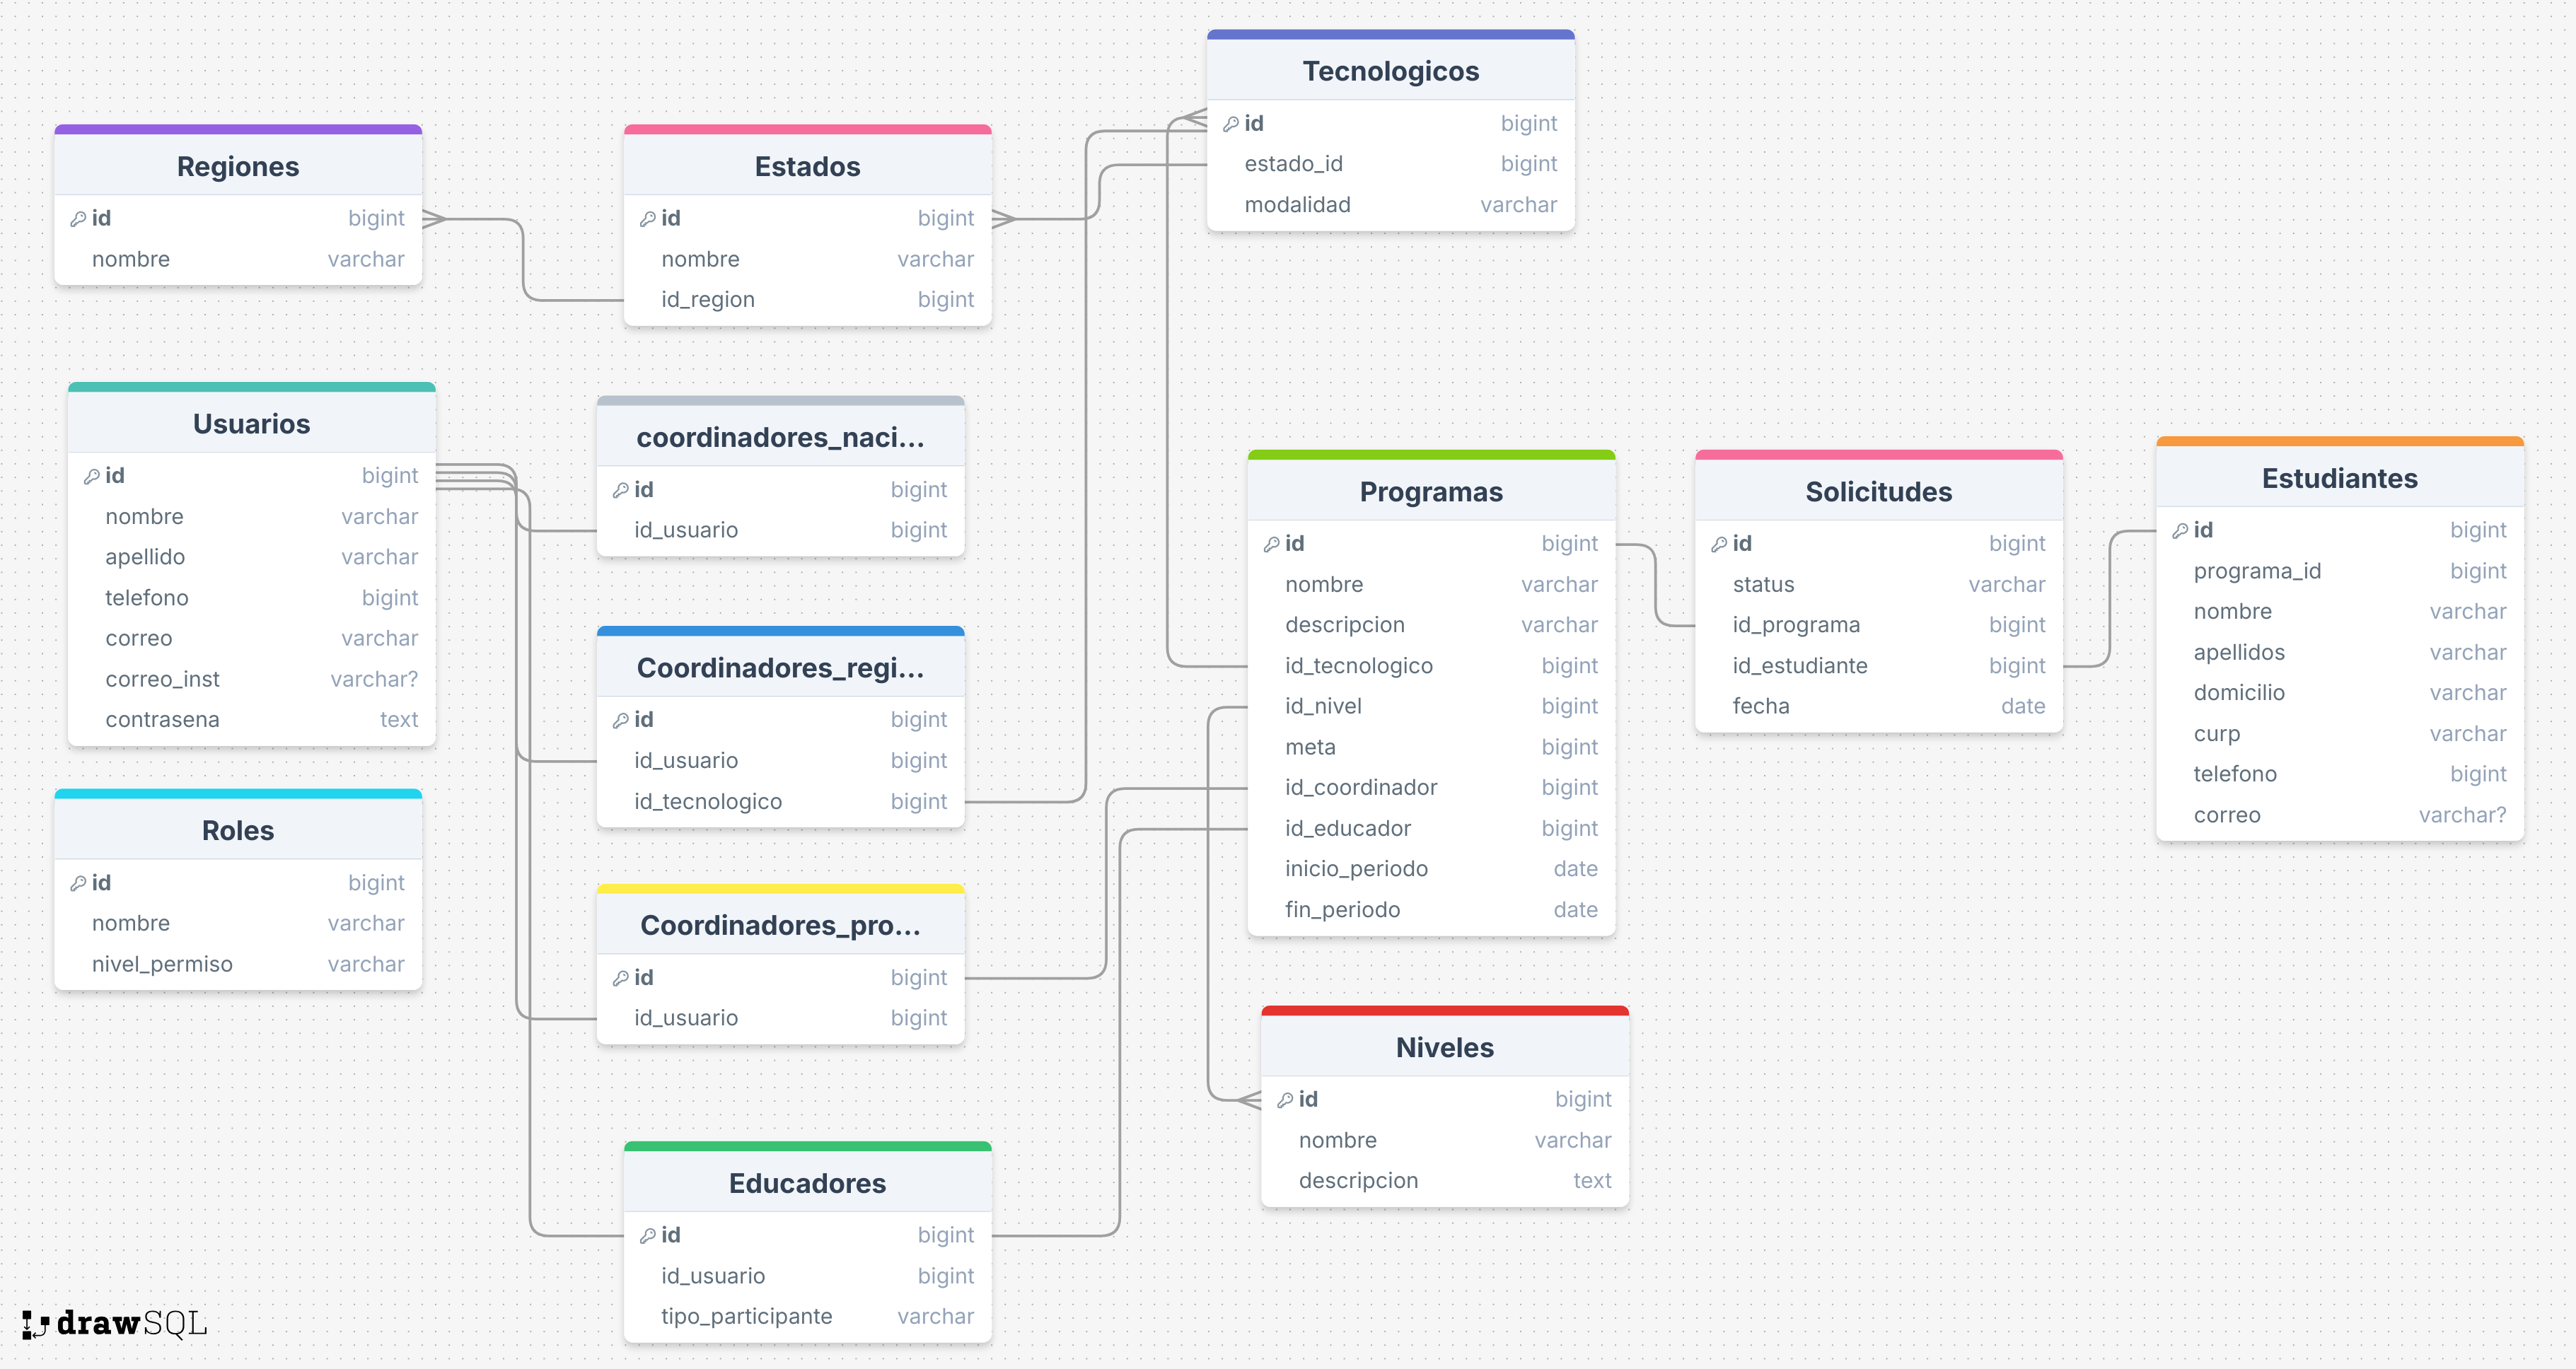 Tecnologicos
id bigint
estado_id bigint
modalidad varchar
Regiones
id bigint
nombre varchar
Estados
id bigint
nombre varchar
id_region bigint
Usuarios
id bigint
nombre varchar
apellido varchar
telefono bigint
correo varchar
correo_inst varchar?
contrasena text
coordinadores_naci...
id bigint
id_usuario bigint
Coordinadores_regi...
id bigint
id_usuario bigint
id_tecnologico bigint
Roles
id bigint
nombre varchar
nivel_permiso varchar
Coordinadores_pro...
id bigint
id_usuario bigint
Educadores
id bigint
id_usuario bigint
tipo_participante varchar
Programas
id bigint
nombre varchar
descripcion varchar
id_tecnologico bigint
id_nivel bigint
meta bigint
id_coordinador bigint
id_educador bigint
inicio_periodo date
fin_periodo date
Solicitudes
id bigint
status varchar
id_programa bigint
id_estudiante bigint
fecha date
Estudiantes
id bigint
programa_id bigint
nombre varchar
apellidos varchar
domicilio varchar
curp varchar
telefono bigint
correo varchar?
Niveles
id bigint
nombre varchar
descripcion text
drawSQL